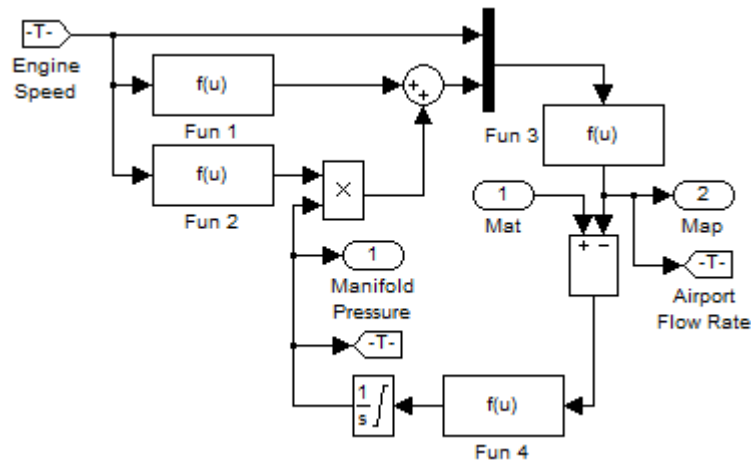 -T-
Engine
Speed
f(u)
Fun 1
+
+
f(u)
Fun 2
×
Fun 3
f(u)
1
Mat
2
Map
+ −
-T-
Airport
Flow Rate
1
Manifold
Pressure
-T-
1
s
f(u)
Fun 4